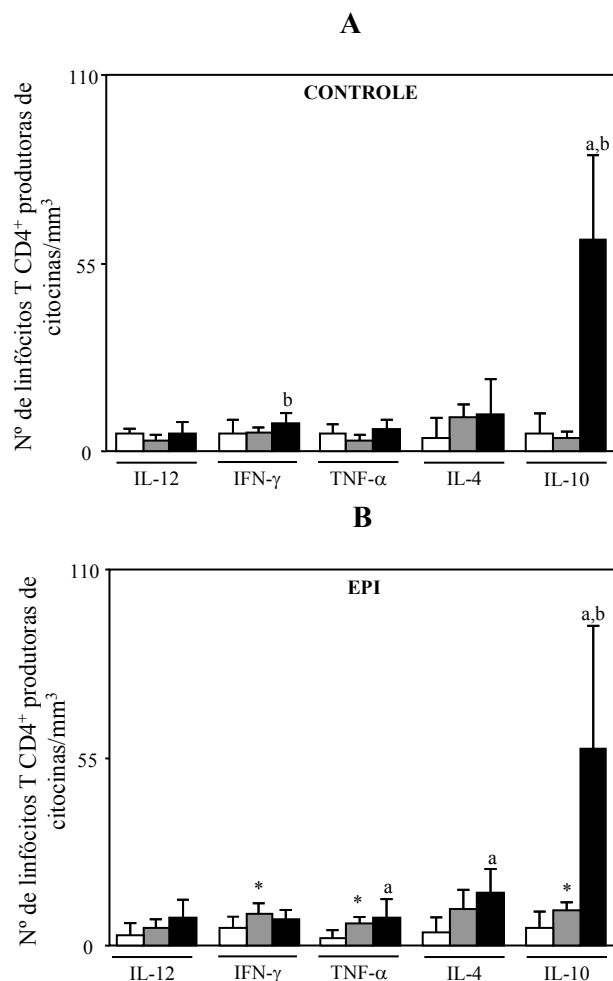 A
110
CONTROLE
a,b
Nº de linfócitos T CD4⁺ produtoras de
citocinas/mm³
55
b
0
IL-12 IFN-γ TNF-α IL-4 IL-10
B
110
EPI
a,b
Nº de linfócitos T CD4⁺ produtoras de
citocinas/mm³
55
* * a a *
0
IL-12 IFN-γ TNF-α IL-4 IL-10